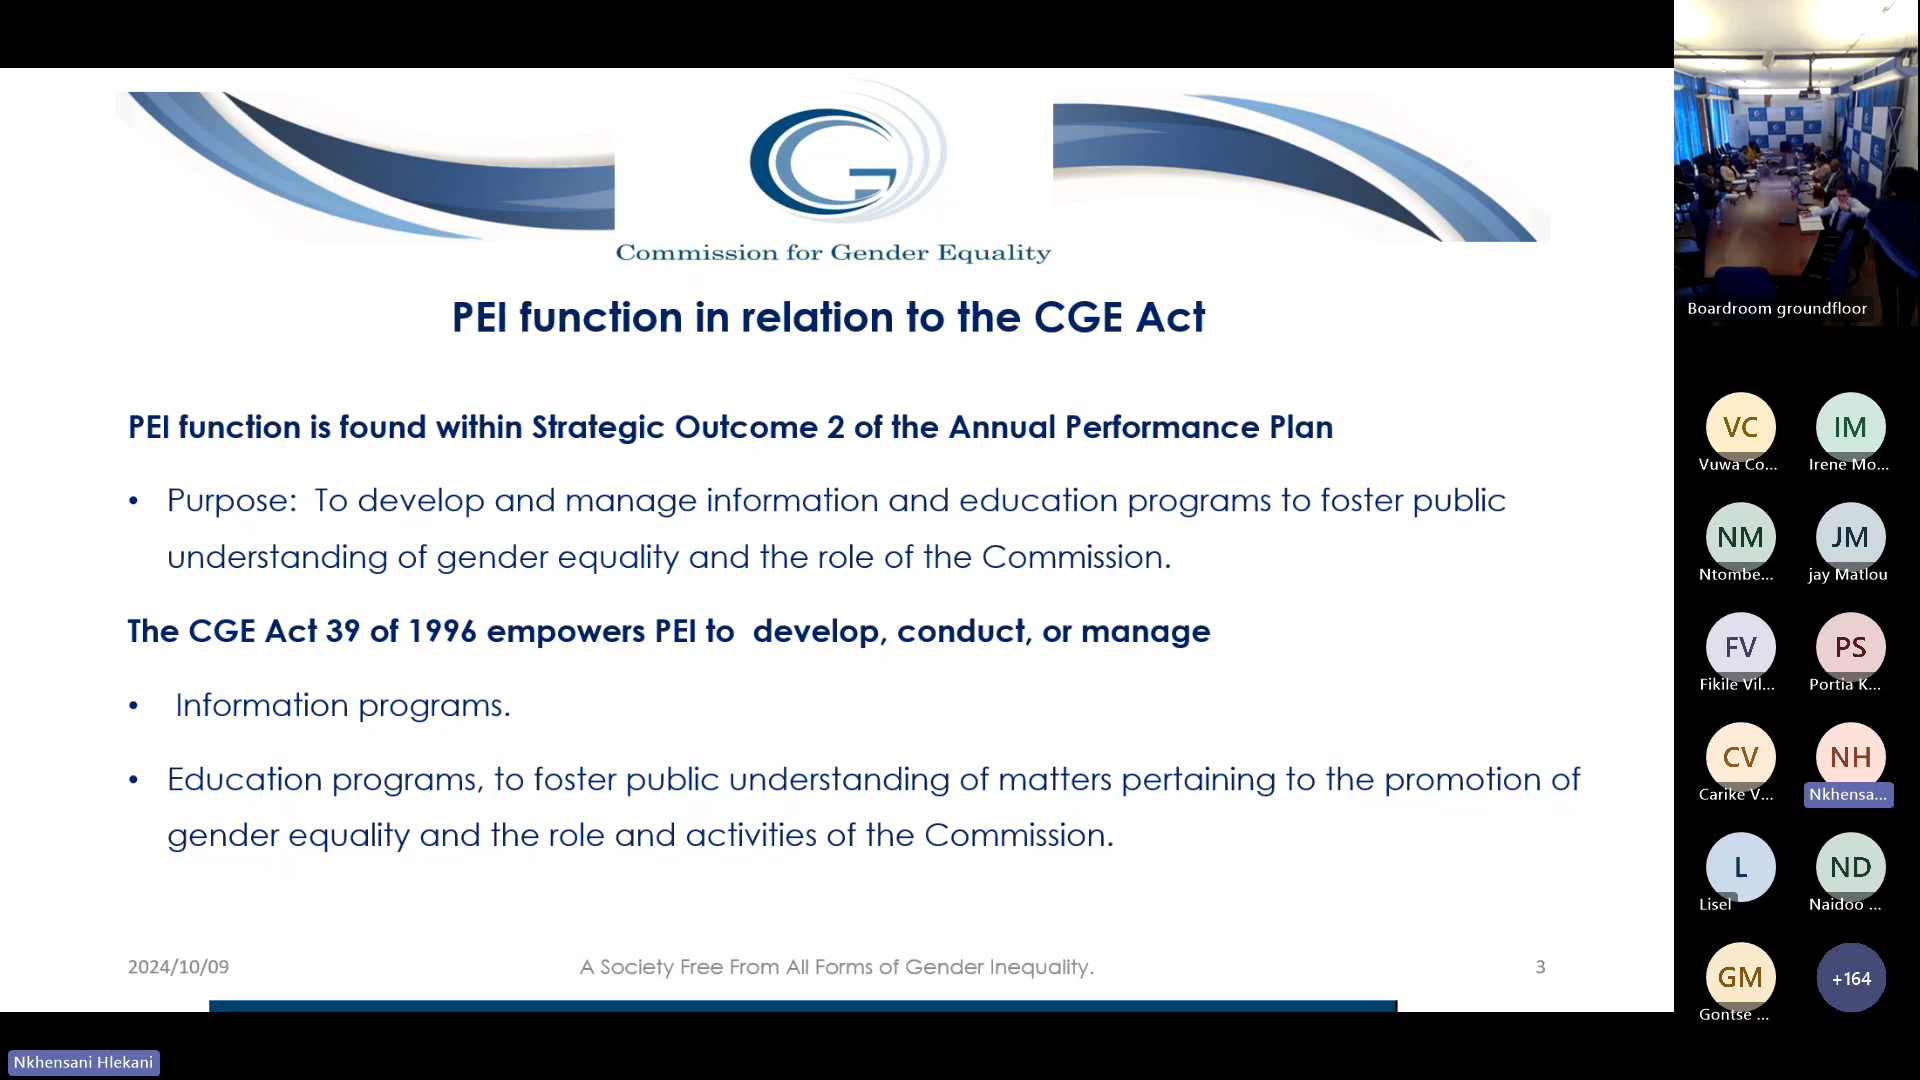 Commission for Gender Equality
PEI function in relation to the CGE Act
PEI function is found within Strategic Outcome 2 of the Annual Performance Plan
• Purpose: To develop and manage information and education programs to foster public
understanding of gender equality and the role of the Commission.
The CGE Act 39 of 1996 empowers PEI to develop, conduct, or manage
• Information programs.
• Education programs, to foster public understanding of matters pertaining to the promotion of
gender equality and the role and activities of the Commission.
2024/10/09
A Society Free From All Forms of Gender Inequality.
3
Nkhensani Hlekani
Boardroom groundfloor
VC
Vuwa Co...
IM
Irene Mo...
NM
Ntombe...
JM
jay Matlou
FV
Fikile Vil...
PS
Portia K...
CV
Carike V...
NH
Nkhensa...
L
Lisel
ND
Naidoo ...
GM
Gontse ...
+164